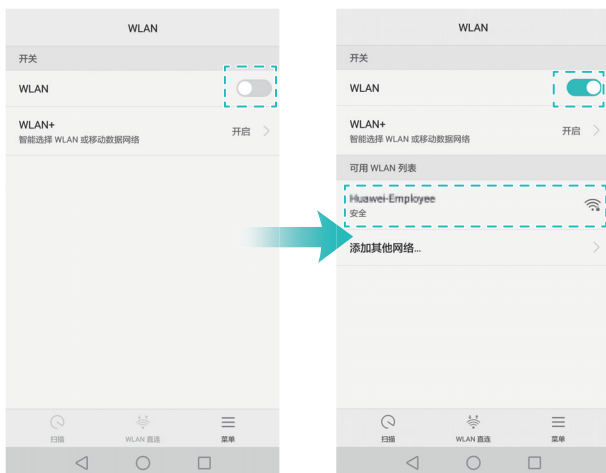 WLAN
开关
WLAN
WLAN+
智能选择 WLAN 或移动数据网络
开启
扫描
WLAN 直连
菜单
WLAN
开关
WLAN
WLAN+
智能选择 WLAN 或移动数据网络
开启
可用 WLAN 列表
Huawei-Employee
安全
添加其他网络...
扫描
WLAN 直连
菜单